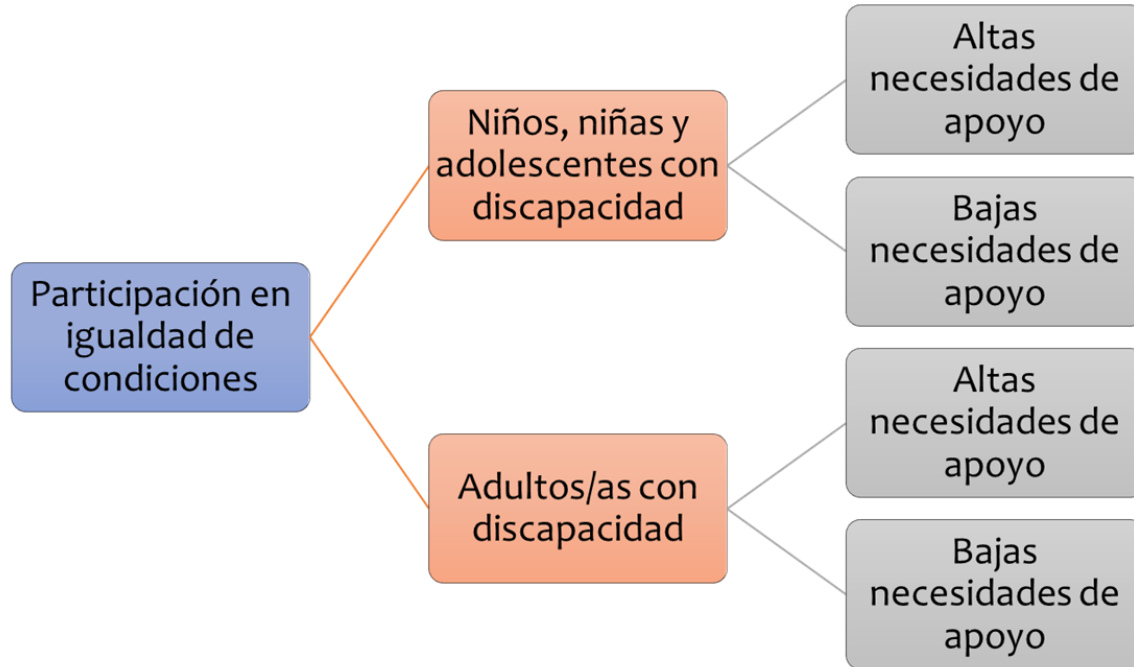 Participación en
igualdad de
condiciones
Niños, niñas y
adolescentes con
discapacidad
Altas
necesidades de
apoyo
Bajas
necesidades de
apoyo
Adultos/as con
discapacidad
Altas
necesidades de
apoyo
Bajas
necesidades de
apoyo